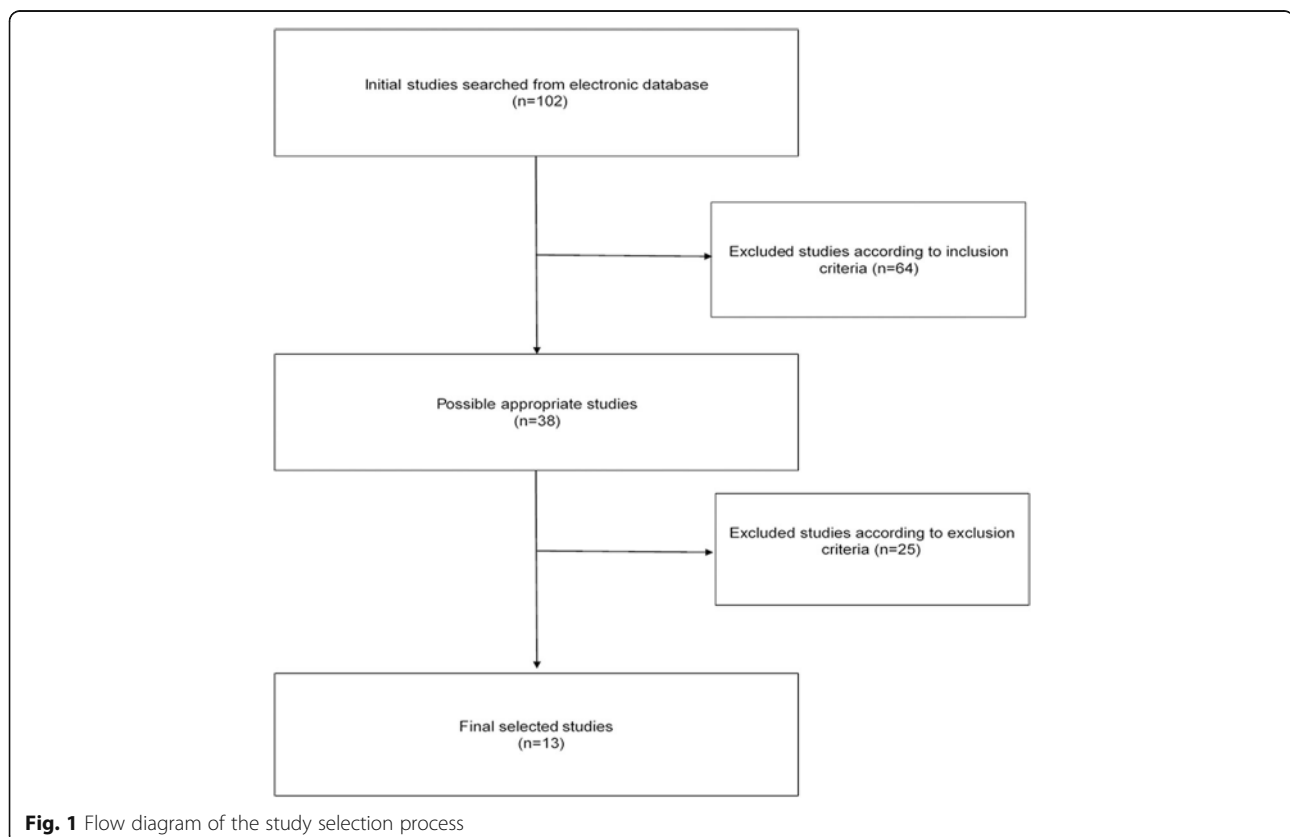 Initial studies searched from electronic database
(n=102)
Excluded studies according to inclusion
criteria (n=64)
Possible appropriate studies
(n=38)
Excluded studies according to exclusion
criteria (n=25)
Final selected studies
(n=13)
Fig. 1 Flow diagram of the study selection process